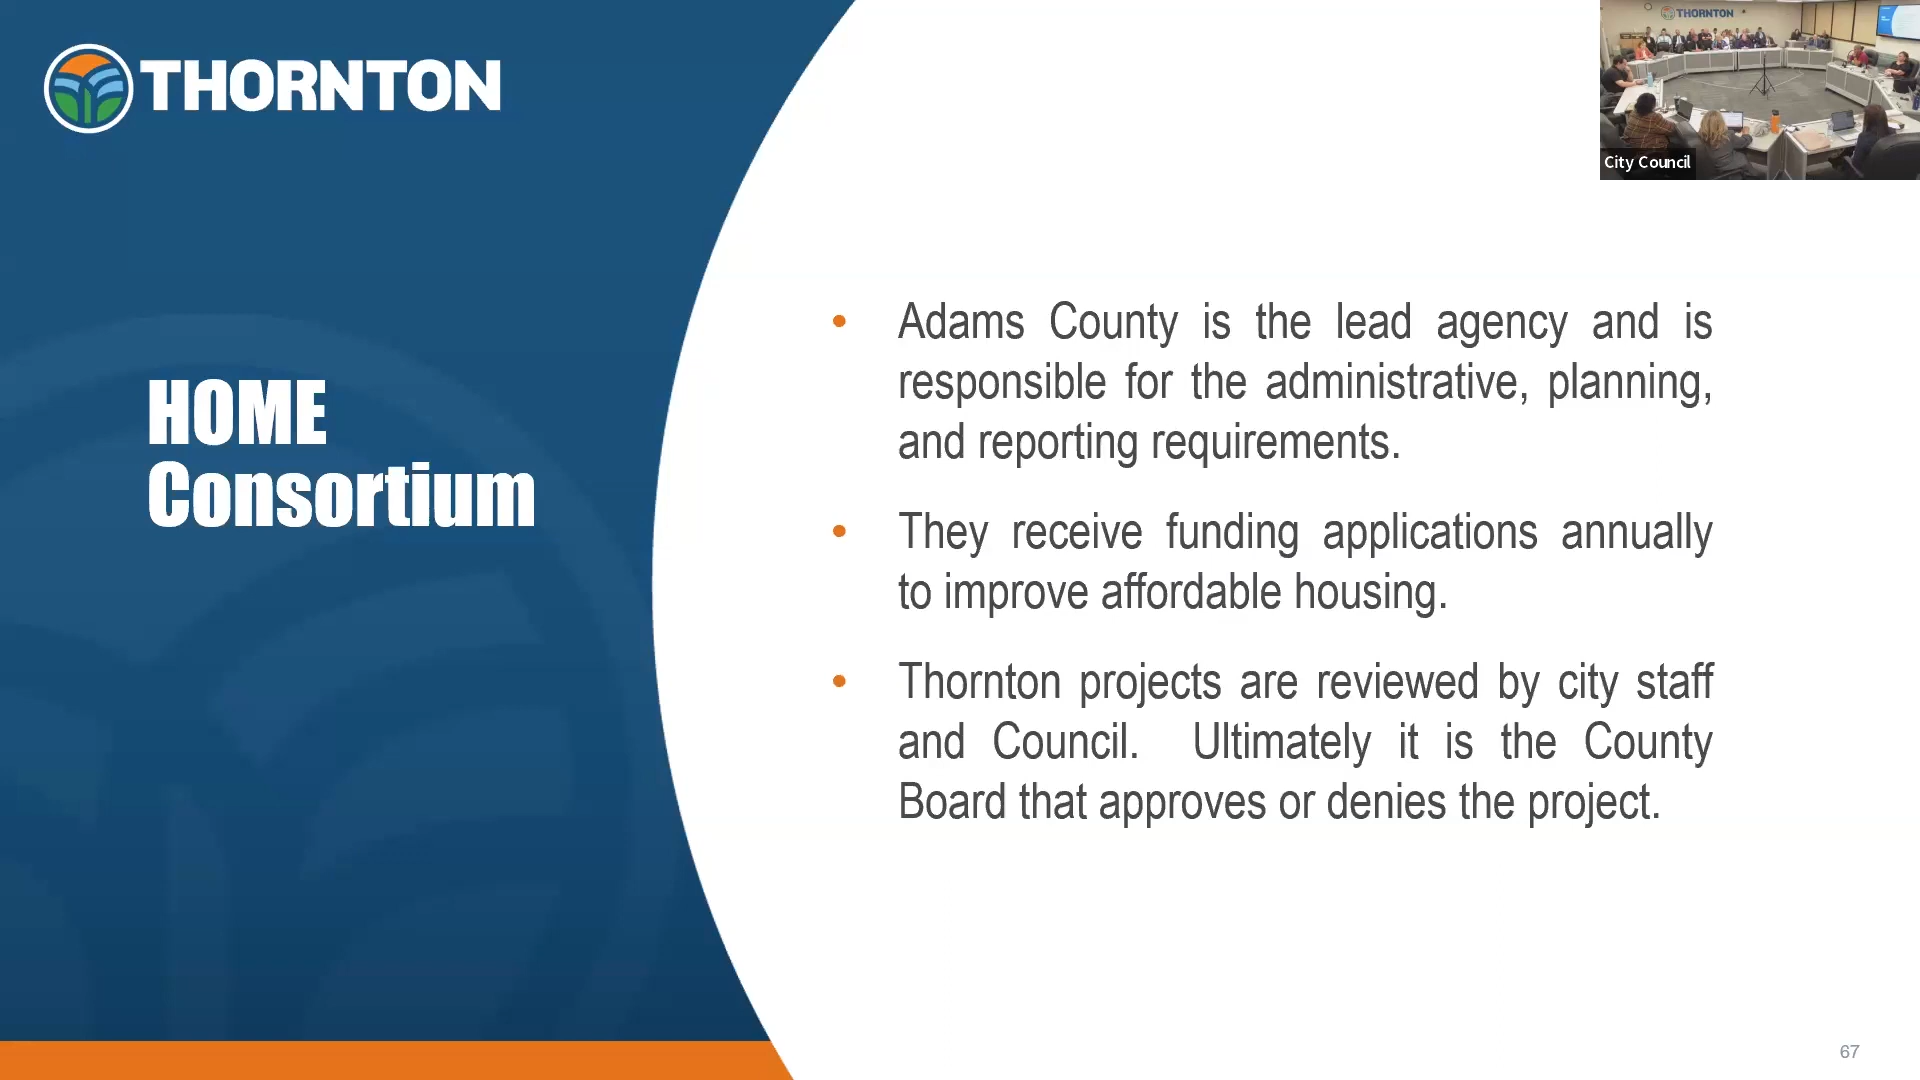 THORNTON
THORNTON
City Council
HOME
Consortium
• Adams County is the lead agency and is
responsible for the administrative, planning,
and reporting requirements.
• They receive funding applications annually
to improve affordable housing.
• Thornton projects are reviewed by city staff
and Council.  Ultimately it is the County
Board that approves or denies the project.
67